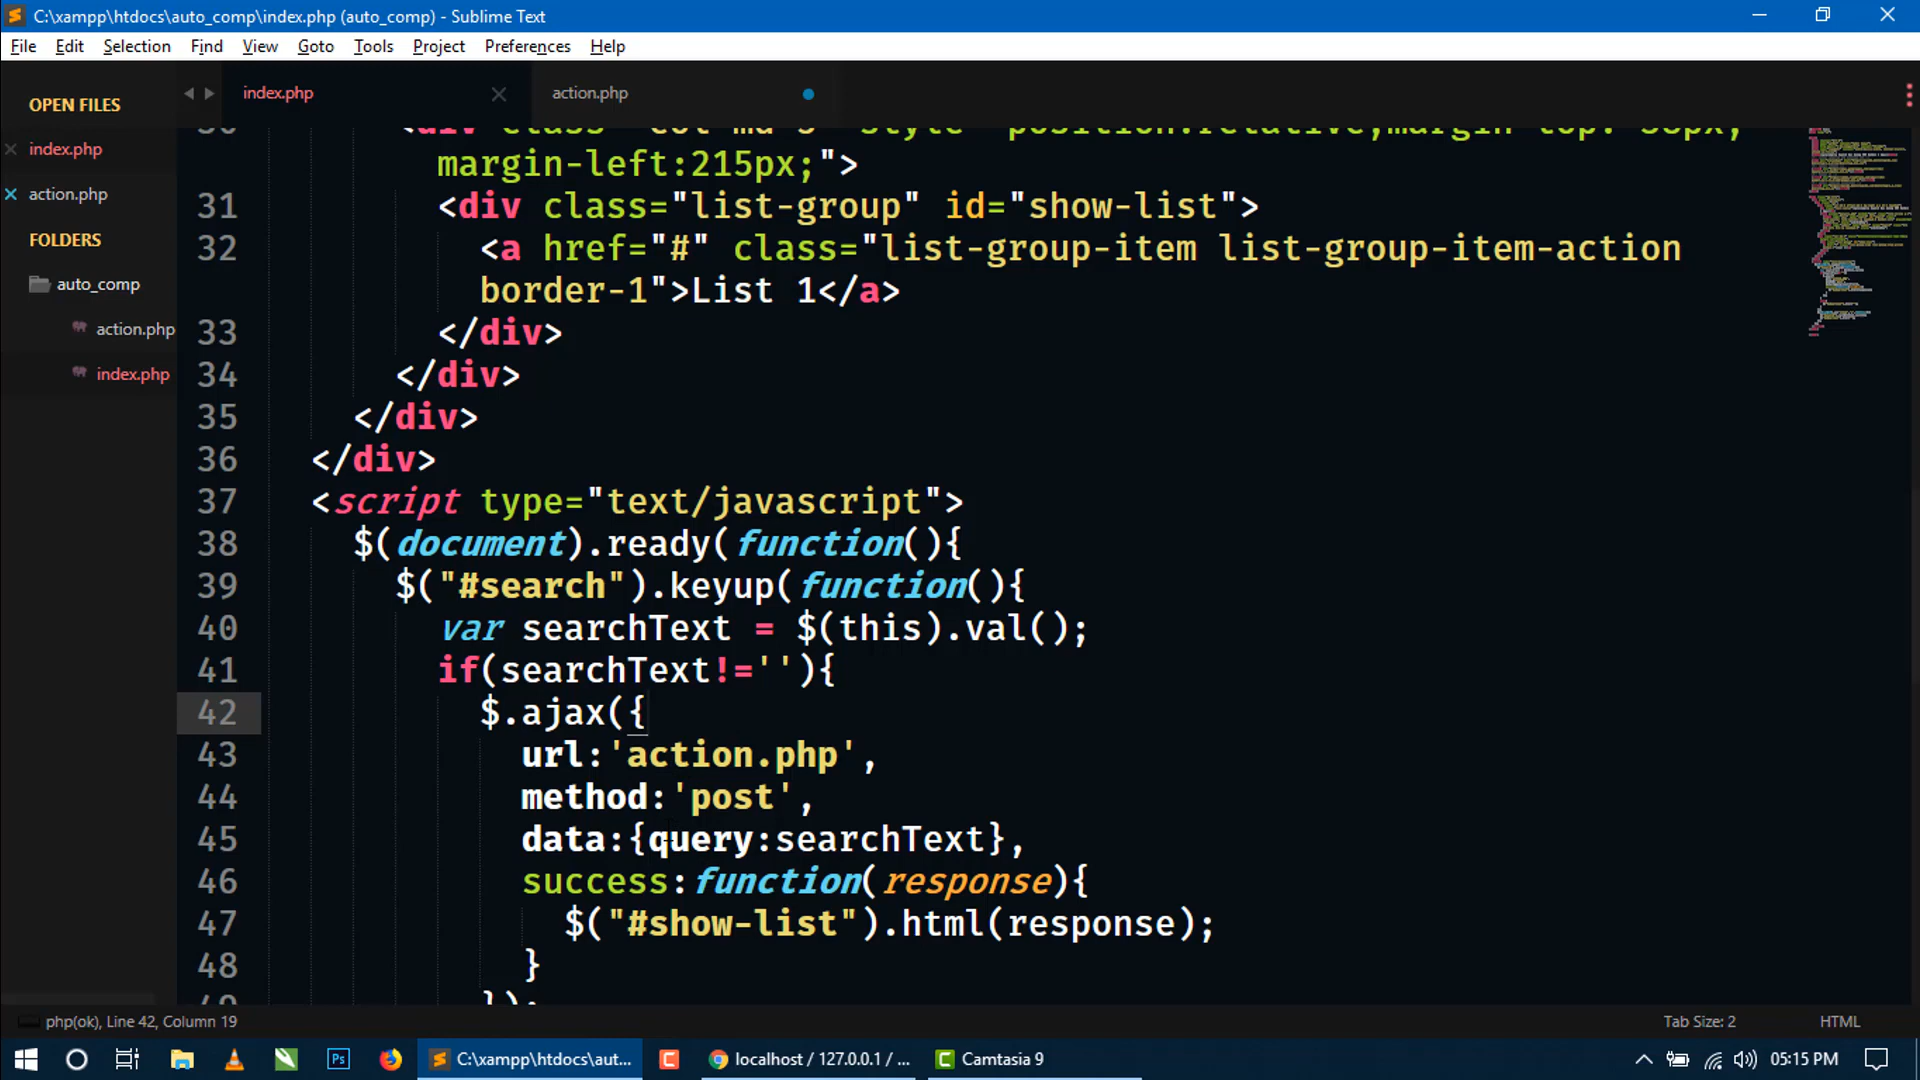 C:\xampp\htdocs\auto_comp\index.php (auto_comp) - Sublime Text
File Edit Selection Find View Goto Tools Project Preferences Help
OPEN FILES
index.php
action.php
FOLDERS
auto_comp
action.php
index.php
index.php action.php
margin-left:215px;">
31 <div class="list-group" id="show-list">
32 <a href="#" class="list-group-item list-group-item-action
border-1">List 1</a>
33 </div>
34 </div>
35 </div>
36 </div>
37 <script type="text/javascript">
38 $(document).ready(function(){
39 $("#search").keyup(function(){
40 var searchText = $(this).val();
41 if(searchText!=''){
42 $.ajax({
43 url:'action.php',
44 method:'post',
45 data:{query:searchText},
46 success:function(response){
47 $("#show-list").html(response);
48 }
49 });
php(ok), Line 42, Column 19 Tab Size: 2 HTML
Ps C:\xampp\htdocs\aut... C localhost / 127.0.0.1 / ... C Camtasia 9 05:15 PM